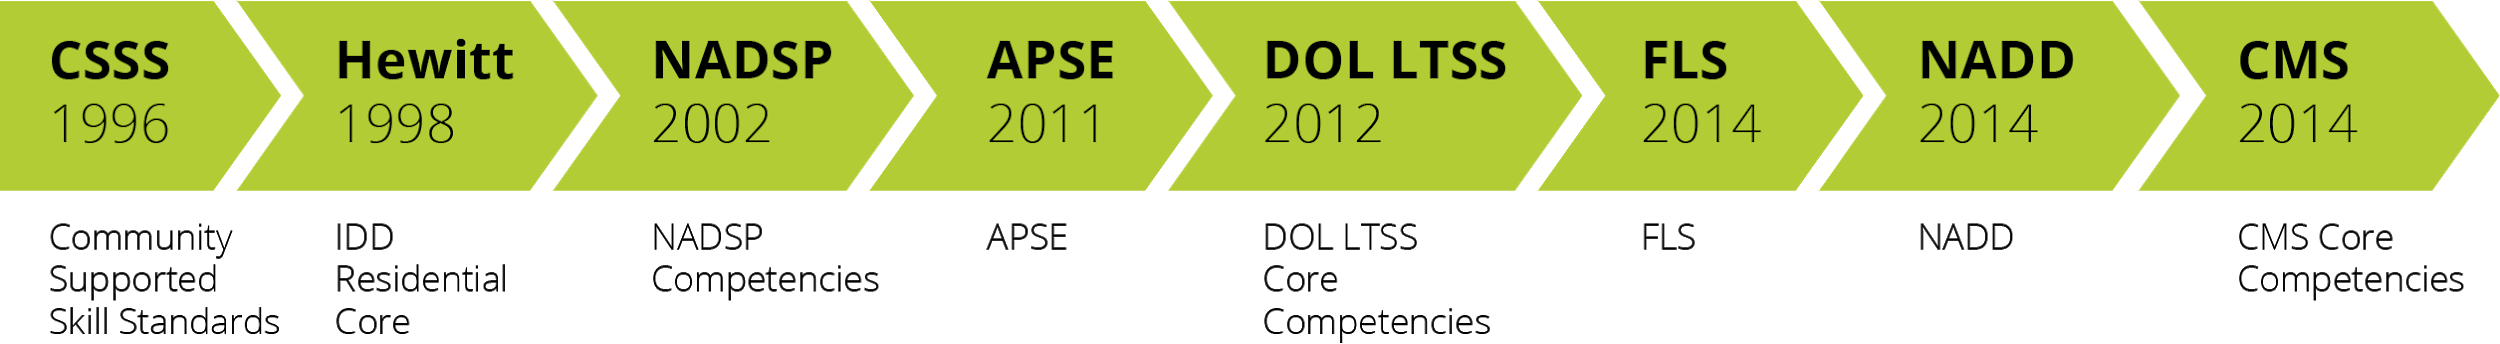 CSSS
1996
Community
Supported
Skill Standards
Hewitt
1998
IDD
Residential
Core
NADSP
2002
NADSP
Competencies
APSE
2011
APSE
DOL LTSS
2012
DOL LTSS
Core
Competencies
FLS
2014
FLS
NADD
2014
NADD
CMS
2014
CMS Core
Competencies